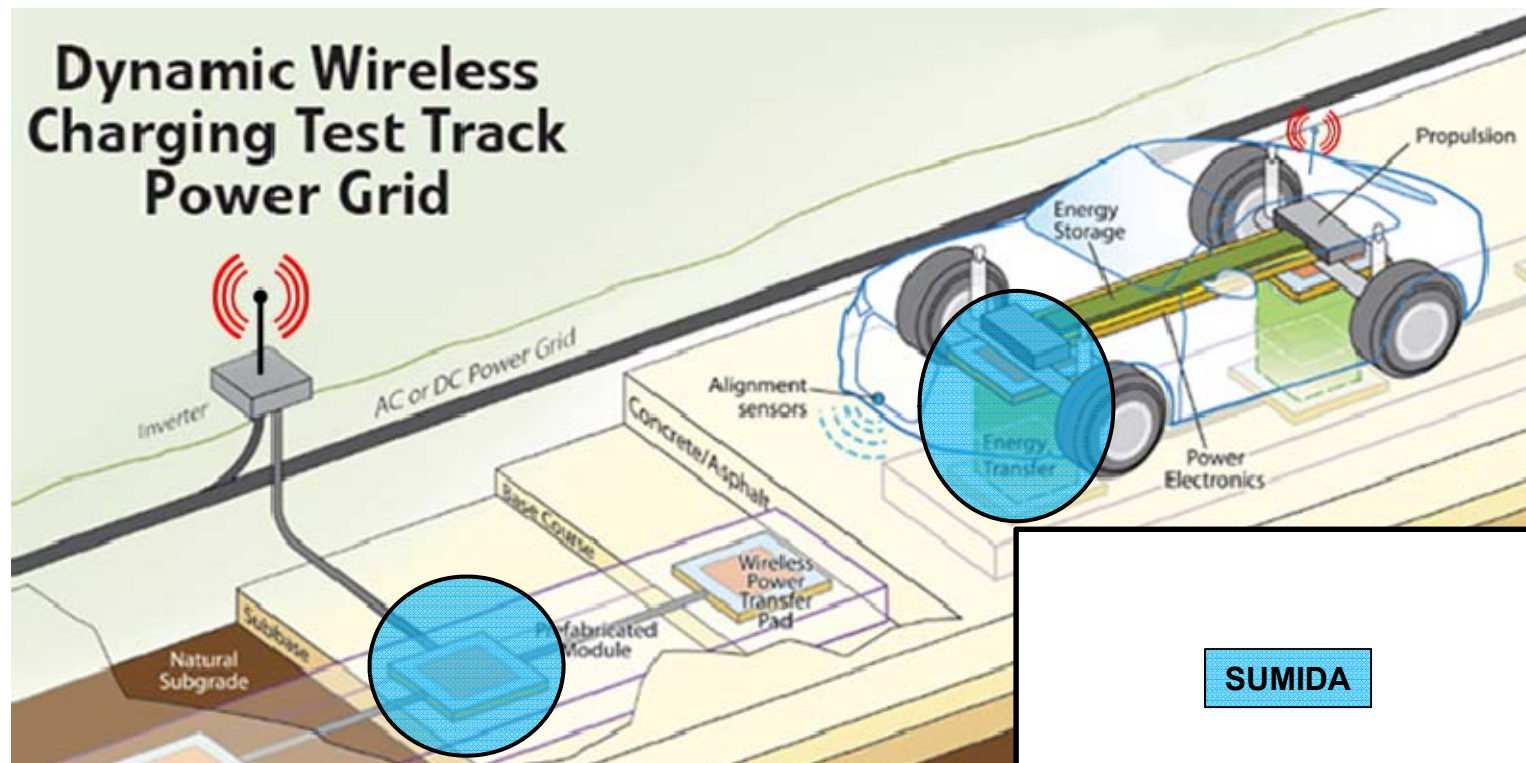 Dynamic Wireless
Charging Test Track
Power Grid
Propulsion
Energy
Storage
AC or DC Power Grid
Inverter
Alignment
sensors
Concrete/Asphalt
Energy
Transfer
Power
Electronics
Base Course
Wireless
Power
Transfer
Pad
Subbase
Prefabricated
Module
Natural
Subgrade
SUMIDA